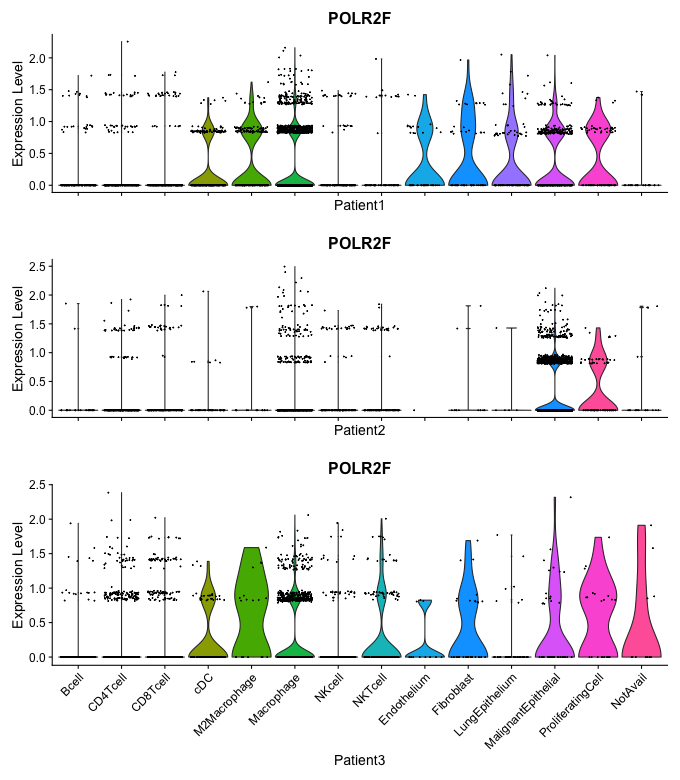 POLR2F
Expression Level
2.0
1.5
1.0
0.5
0.0
Patient1
POLR2F
Expression Level
2.5
2.0
1.5
1.0
0.5
0.0
Patient2
POLR2F
Expression Level
2.5
2.0
1.5
1.0
0.5
0.0
Bcell
CD4Tcell
CD8Tcell
cDC
M2Macrophage
Macrophage
NKcell
NKTcell
Endothelium
Fibroblast
LungEpithelium
MalignantEpithelial
ProliferatingCell
NotAvail
Patient3